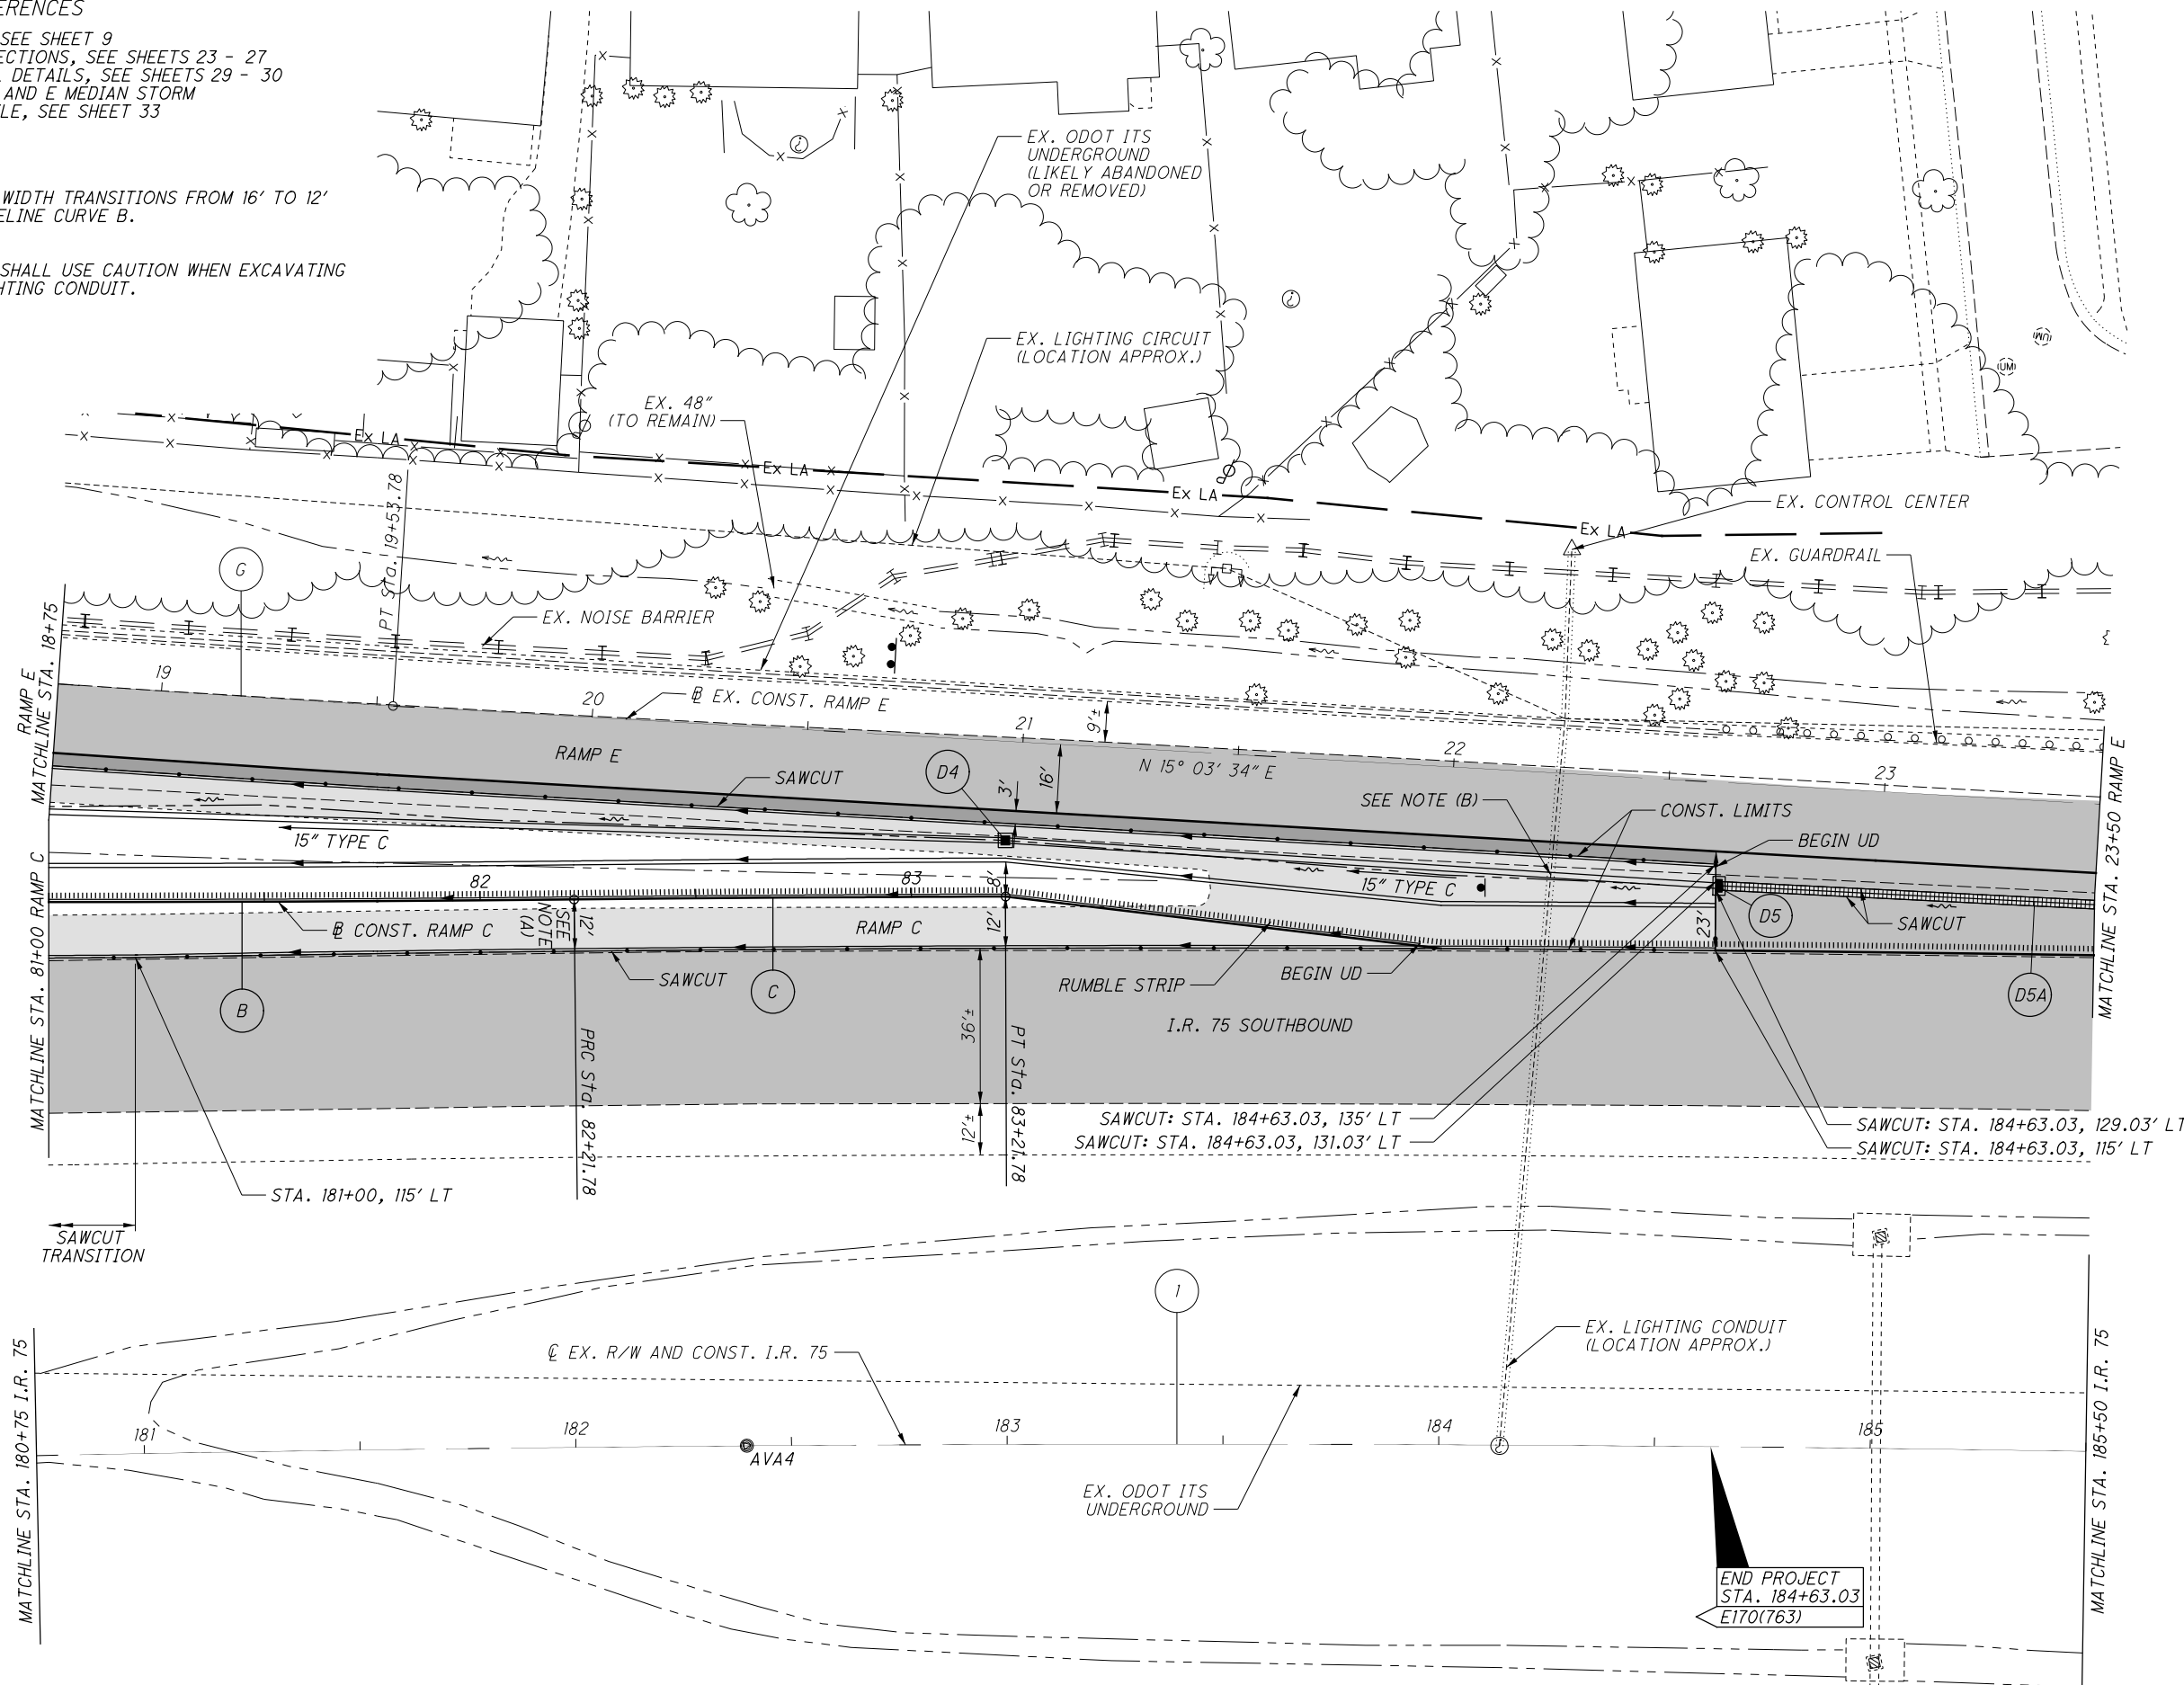 ERENCES
SEE SHEET 9
ECTIONS, SEE SHEETS 23 - 27
L DETAILS, SEE SHEETS 29 - 30
AND E MEDIAN STORM
LE, SEE SHEET 33
WIDTH TRANSITIONS FROM 16' TO 12'
ELINE CURVE B.
SHALL USE CAUTION WHEN EXCAVATING
HTING CONDUIT.
EX. ODOT ITS
UNDERGROUND
(LIKELY ABANDONED
OR REMOVED)
EX. LIGHTING CIRCUIT
(LOCATION APPROX.)
EX. 48"
(TO REMAIN)
(UM)
(UM)
Ex LA
Ex LA
Ex LA
Ex LA
EX. CONTROL CENTER
EX. GUARDRAIL
PT Sta. 19+53.78
G
EX. NOISE BARRIER
RAMP E
MATCHLINE STA. 18+75
19
20
21
22
23
℄ EX. CONST. RAMP E
9'±
RAMP E
N 15° 03' 34" E
SAWCUT
D4
3'
16'
SEE NOTE (B)
CONST. LIMITS
BEGIN UD
15" TYPE C
82
83
8'
15" TYPE C
D5
SAWCUT
23'
MATCHLINE STA. 23+50 RAMP E
MATCHLINE STA. 81+00 RAMP C
℄ CONST. RAMP C
12'
SEE
NOTE
(A)
RAMP C
12'
SAWCUT
B
C
RUMBLE STRIP
BEGIN UD
D5A
36'±
I.R. 75 SOUTHBOUND
PRC Sta. 82+21.78
PT Sta. 83+21.78
12'±
SAWCUT: STA. 184+63.03, 135' LT
SAWCUT: STA. 184+63.03, 131.03' LT
SAWCUT: STA. 184+63.03, 129.03' LT
SAWCUT: STA. 184+63.03, 115' LT
STA. 181+00, 115' LT
SAWCUT
TRANSITION
1
EX. LIGHTING CONDUIT
(LOCATION APPROX.)
℄ EX. R/W AND CONST. I.R. 75
MATCHLINE STA. 180+75 I.R. 75
181
182
183
184
185
AVA4
EX. ODOT ITS
UNDERGROUND
END PROJECT
STA. 184+63.03
E170(763)
MATCHLINE STA. 185+50 I.R. 75